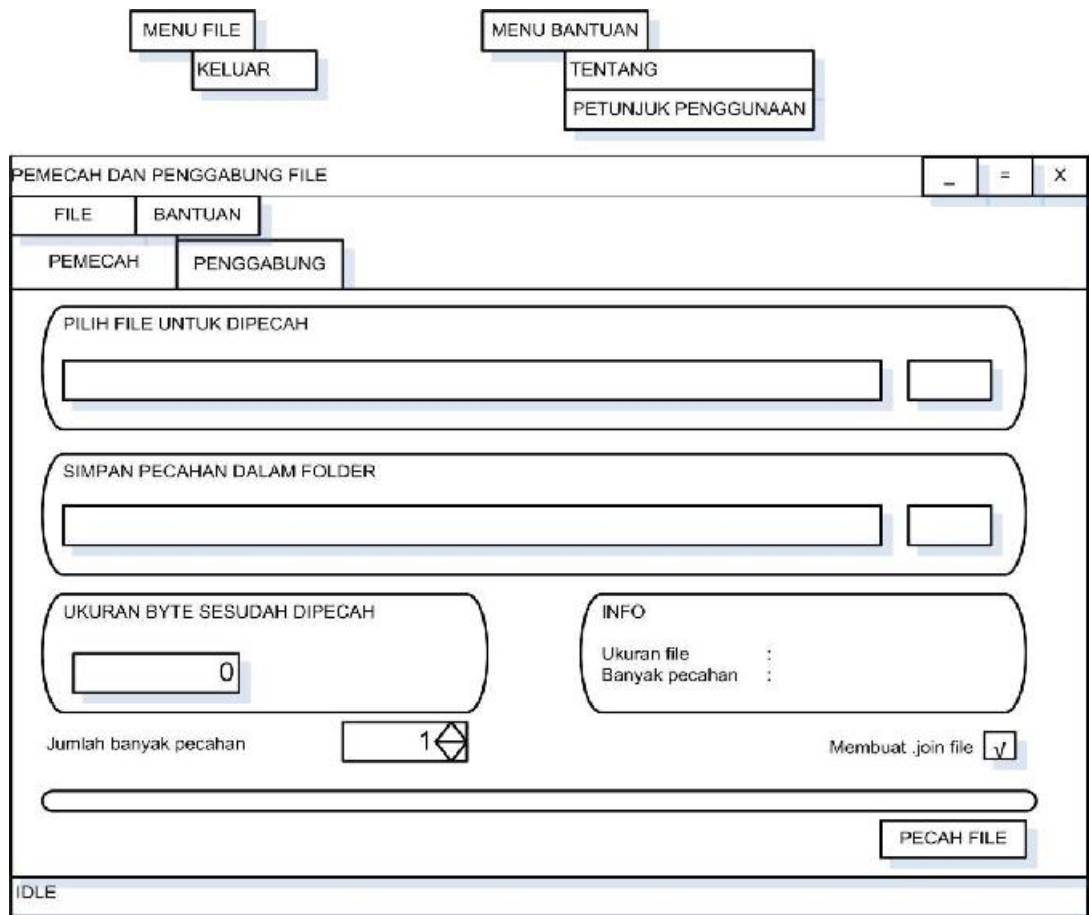 MENU FILE
KELUAR
MENU BANTUAN
TENTANG
PETUNJUK PENGGUNAAN
PEMECAH DAN PENGGABUNG FILE
_ = X
FILE BANTUAN
PEMECAH PENGGABUNG
PILIH FILE UNTUK DIPECAH
SIMPAN PECAHAN DALAM FOLDER
UKURAN BYTE SESUDAH DIPECAH
0
INFO
Ukuran file :
Banyak pecahan :
Jumlah banyak pecahan 1
Membuat .join file √
PECAH FILE
IDLE